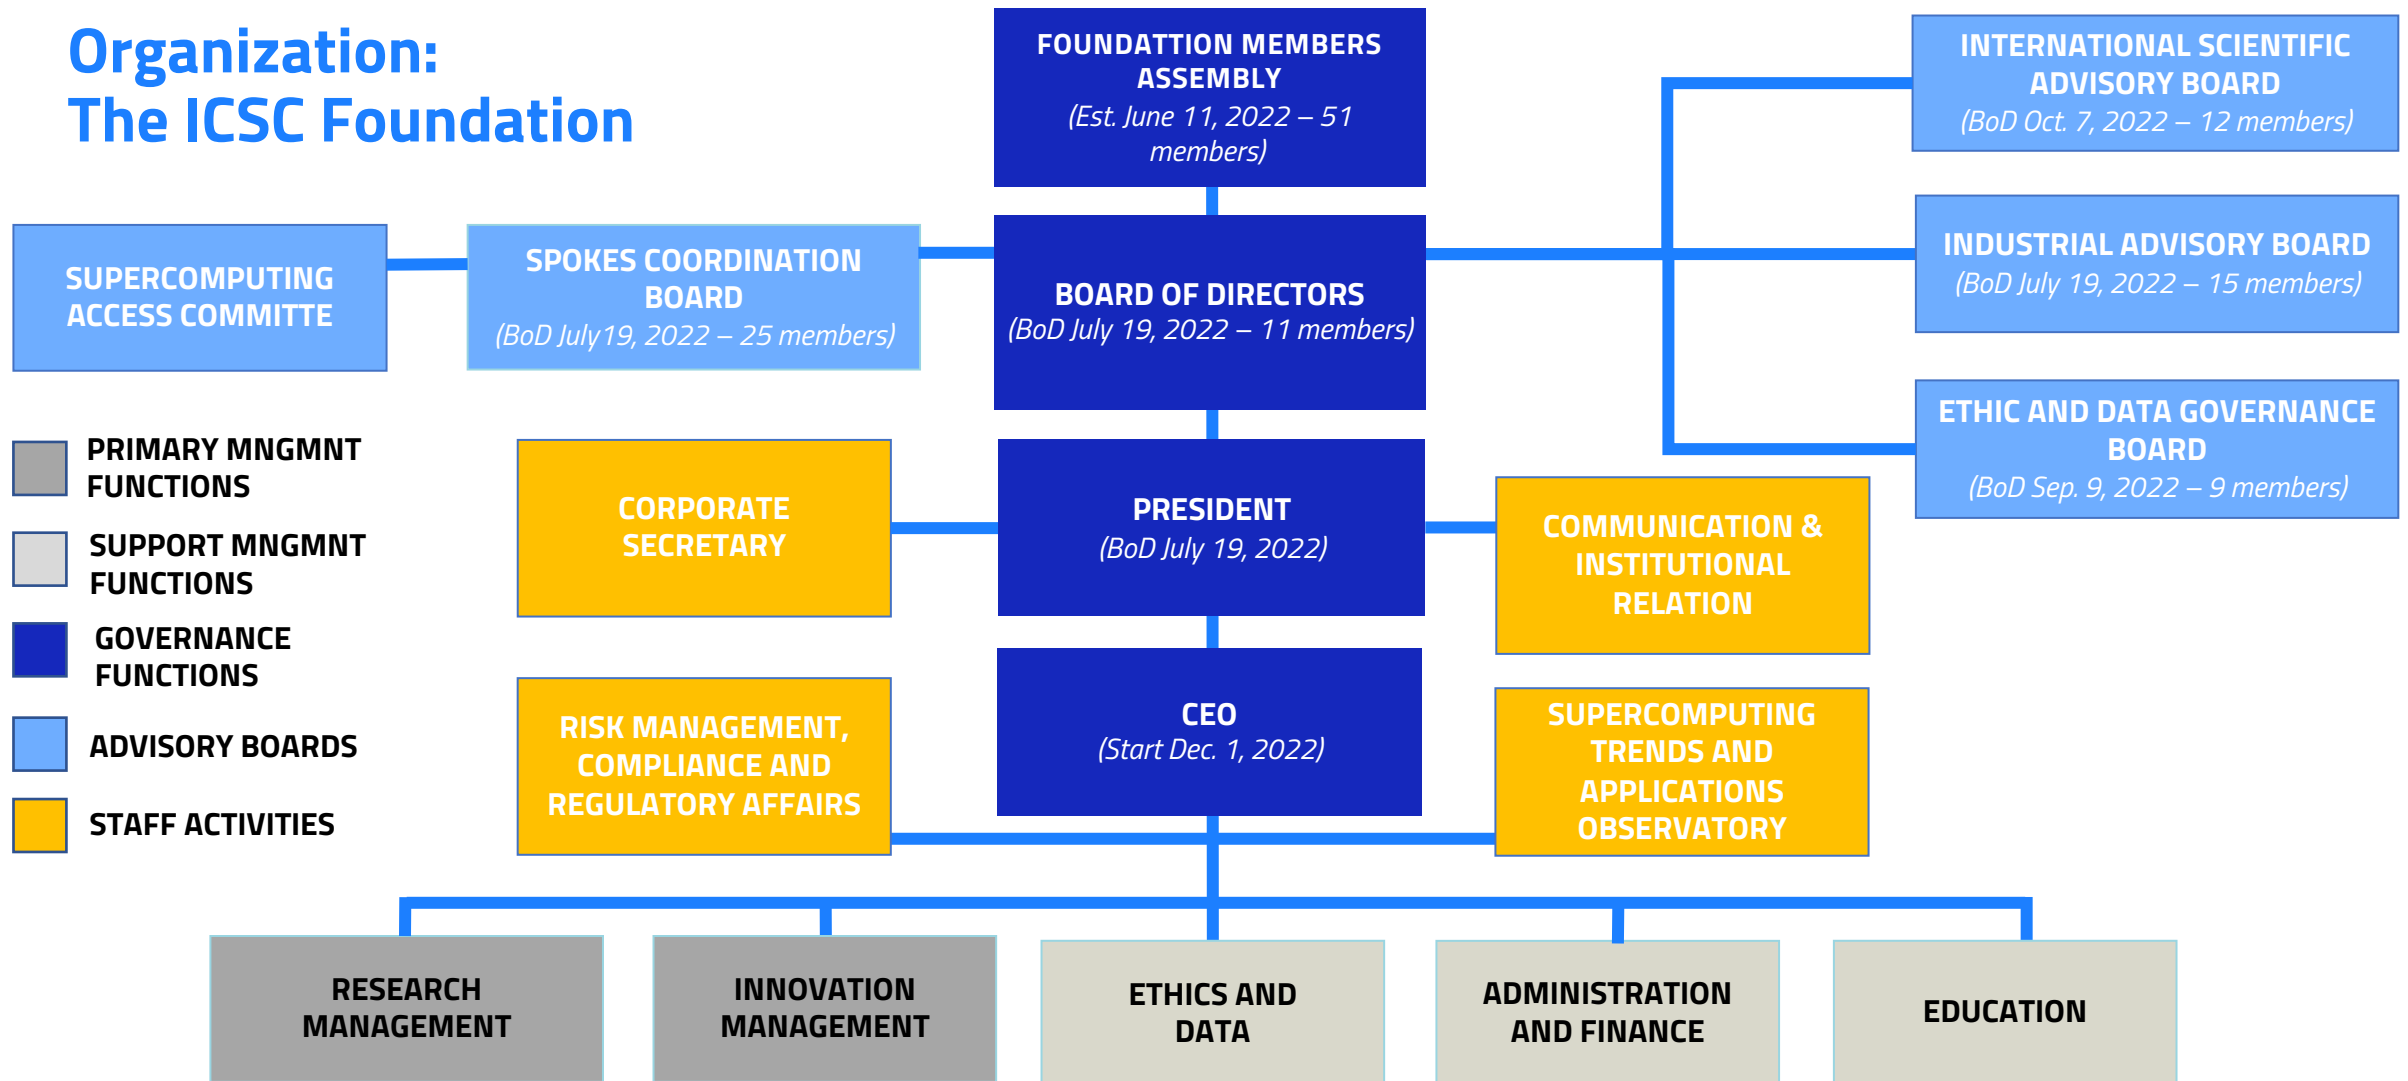 Organization:
The ICSC Foundation
FOUNDATTION MEMBERS
ASSEMBLY
(Est. June 11, 2022 – 51
members)
INTERNATIONAL SCIENTIFIC
ADVISORY BOARD
(BoD Oct. 7, 2022 – 12 members)
SUPERCOMPUTING
ACCESS COMMITTE
SPOKES COORDINATION
BOARD
(BoD July19, 2022 – 25 members)
BOARD OF DIRECTORS
(BoD July 19, 2022 – 11 members)
INDUSTRIAL ADVISORY BOARD
(BoD July 19, 2022 – 15 members)
ETHIC AND DATA GOVERNANCE
BOARD
(BoD Sep. 9, 2022 – 9 members)
PRIMARY MNGMNT
FUNCTIONS
SUPPORT MNGMNT
FUNCTIONS
GOVERNANCE
FUNCTIONS
ADVISORY BOARDS
STAFF ACTIVITIES
CORPORATE
SECRETARY
PRESIDENT
(BoD July 19, 2022)
COMMUNICATION &
INSTITUTIONAL
RELATION
RISK MANAGEMENT,
COMPLIANCE AND
REGULATORY AFFAIRS
CEO
(Start Dec. 1, 2022)
SUPERCOMPUTING
TRENDS AND
APPLICATIONS
OBSERVATORY
RESEARCH
MANAGEMENT
INNOVATION
MANAGEMENT
ETHICS AND
DATA
ADMINISTRATION
AND FINANCE
EDUCATION